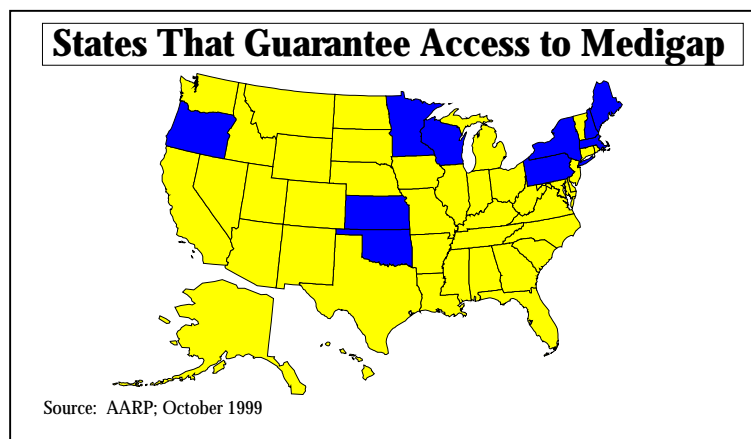 States That Guarantee Access to Medigap
Source: AARP; October 1999